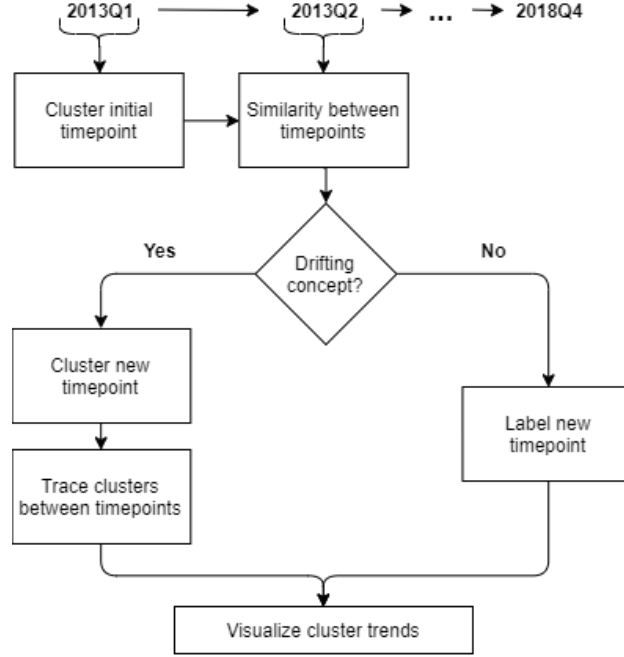 2013Q1 2013Q2 ... 2018Q4
Cluster initial
timepoint
Similarity between
timepoints
Yes
Drifting
concept?
No
Cluster new
timepoint
Label new
timepoint
Trace clusters
between timepoints
Visualize cluster trends